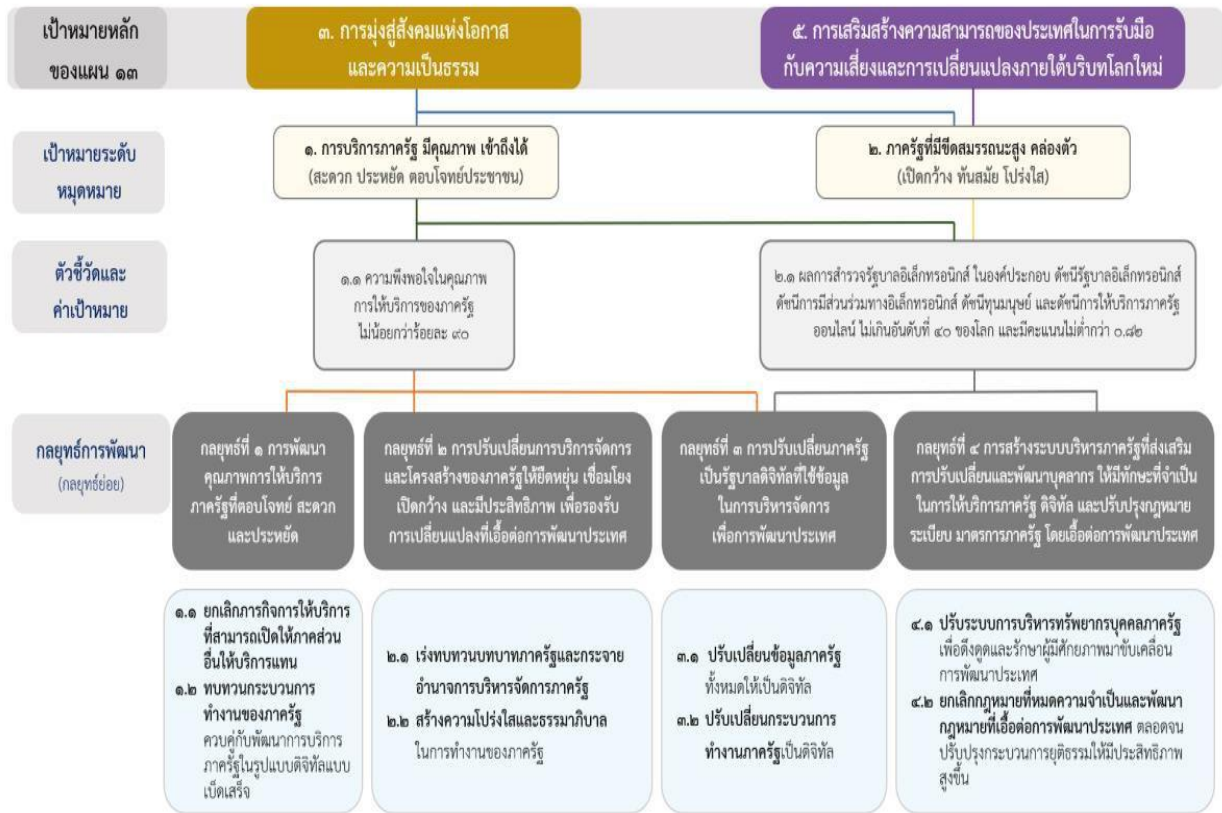 เป้าหมายหลัก
ของแผน ๑๓
๓. การมุ่งสู่สังคมแห่งโอกาส
และความเป็นธรรม
๕. การเสริมสร้างความสามารถของประเทศในการรับมือ
กับความเสี่ยงและการเปลี่ยนแปลงภายใต้บริบทโลกใหม่
เป้าหมายระดับ
หมุดหมาย
๑. การบริการภาครัฐ มีคุณภาพ เข้าถึงได้
(สะดวก ประหยัด ตอบโจทย์ประชาชน)
๒. ภาครัฐที่มีขีดสมรรถนะสูง คล่องตัว
(เปิดกว้าง ทันสมัย โปร่งใส)
ตัวชี้วัดและ
ค่าเป้าหมาย
๑.๑ ความพึงพอใจในคุณภาพ
การให้บริการของภาครัฐ
ไม่น้อยกว่าร้อยละ ๙๐
๒.๑ ผลการสำรวจรัฐบาลอิเล็กทรอนิกส์ ในองค์ประกอบ ดัชนีรัฐบาลอิเล็กทรอนิกส์
ดัชนีการมีส่วนร่วมทางอิเล็กทรอนิกส์ ดัชนีทุนมนุษย์ และดัชนีการให้บริการภาครัฐ
ออนไลน์ ไม่เกินอันดับที่ ๔๐ ของโลก และมีคะแนนไม่ต่ำกว่า ๐.๘๒
กลยุทธ์การพัฒนา
(กลยุทธ์ย่อย)
กลยุทธ์ที่ ๑ การพัฒนา
คุณภาพการให้บริการ
ภาครัฐที่ตอบโจทย์ สะดวก
และประหยัด
กลยุทธ์ที่ ๒ การปรับเปลี่ยนการบริหารจัดการ
และโครงสร้างของภาครัฐให้ยืดหยุ่น เชื่อมโยง
เปิดกว้าง และมีประสิทธิภาพ เพื่อรองรับ
การเปลี่ยนแปลงที่เอื้อต่อการพัฒนาประเทศ
กลยุทธ์ที่ ๓ การปรับเปลี่ยนภาครัฐ
เป็นรัฐบาลดิจิทัลที่ใช้ข้อมูล
ในการบริหารจัดการ
เพื่อการพัฒนาประเทศ
กลยุทธ์ที่ ๔ การสร้างระบบบริหารภาครัฐที่ส่งเสริม
การปรับเปลี่ยนและพัฒนาบุคลากร ให้มีทักษะที่จำเป็น
ในการให้บริการภาครัฐ ดิจิทัล และปรับปรุงกฎหมาย
ระเบียบ มาตรการภาครัฐ โดยเอื้อต่อการพัฒนาประเทศ
๑.๑ ยกเลิกภารกิจการให้บริการ
ที่สามารถเปิดให้ภาคส่วน
อื่นให้บริการแทน
๑.๒ ทบทวนกระบวนการ
ทำงานของภาครัฐ
ควบคู่กับพัฒนาการบริการ
ภาครัฐในรูปแบบดิจิทัลแบบ
เบ็ดเสร็จ
๒.๑ เร่งทบทวนบทบาทภาครัฐและกระจาย
อำนาจการบริหารจัดการภาครัฐ
๒.๒ สร้างความโปร่งใสและธรรมาภิบาล
ในการทำงานของภาครัฐ
๓.๑ ปรับเปลี่ยนข้อมูลภาครัฐ
ทั้งหมดให้เป็นดิจิทัล
๓.๒ ปรับเปลี่ยนกระบวนการ
ทำงานภาครัฐเป็นดิจิทัล
๔.๑ ปรับระบบการบริหารทรัพยากรบุคคลภาครัฐ
เพื่อดึงดูดและรักษาผู้มีศักยภาพมาขับเคลื่อน
การพัฒนาประเทศ
๔.๒ ยกเลิกกฎหมายที่หมดความจำเป็นและพัฒนา
กฎหมายที่เอื้อต่อการพัฒนาประเทศ ตลอดจน
ปรับปรุงกระบวนการยุติธรรมให้มีประสิทธิภาพ
สูงขึ้น